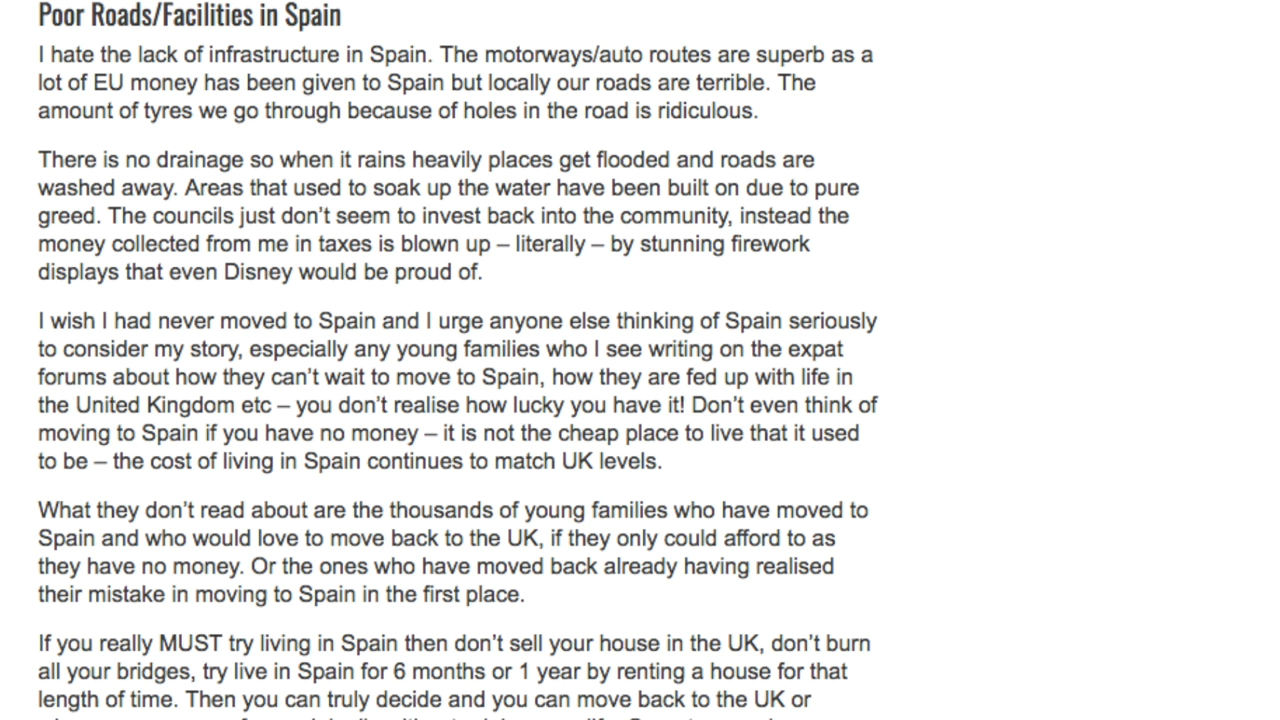 Poor Roads/Facilities in Spain
I hate the lack of infrastructure in Spain. The motorways/auto routes are superb as a
lot of EU money has been given to Spain but locally our roads are terrible. The
amount of tyres we go through because of holes in the road is ridiculous.
There is no drainage so when it rains heavily places get flooded and roads are
washed away. Areas that used to soak up the water have been built on due to pure
greed. The councils just don’t seem to invest back into the community, instead the
money collected from me in taxes is blown up – literally – by stunning firework
displays that even Disney would be proud of.
I wish I had never moved to Spain and I urge anyone else thinking of Spain seriously
to consider my story, especially any young families who I see writing on the expat
forums about how they can’t wait to move to Spain, how they are fed up with life in
the United Kingdom etc – you don’t realise how lucky you have it! Don’t even think of
moving to Spain if you have no money – it is not the cheap place to live that it used
to be – the cost of living in Spain continues to match UK levels.
What they don’t read about are the thousands of young families who have moved to
Spain and who would love to move back to the UK, if they only could afford to as
they have no money. Or the ones who have moved back already having realised
their mistake in moving to Spain in the first place.
If you really MUST try living in Spain then don’t sell your house in the UK, don’t burn
all your bridges, try live in Spain for 6 months or 1 year by renting a house for that
length of time. Then you can truly decide and you can move back to the UK or